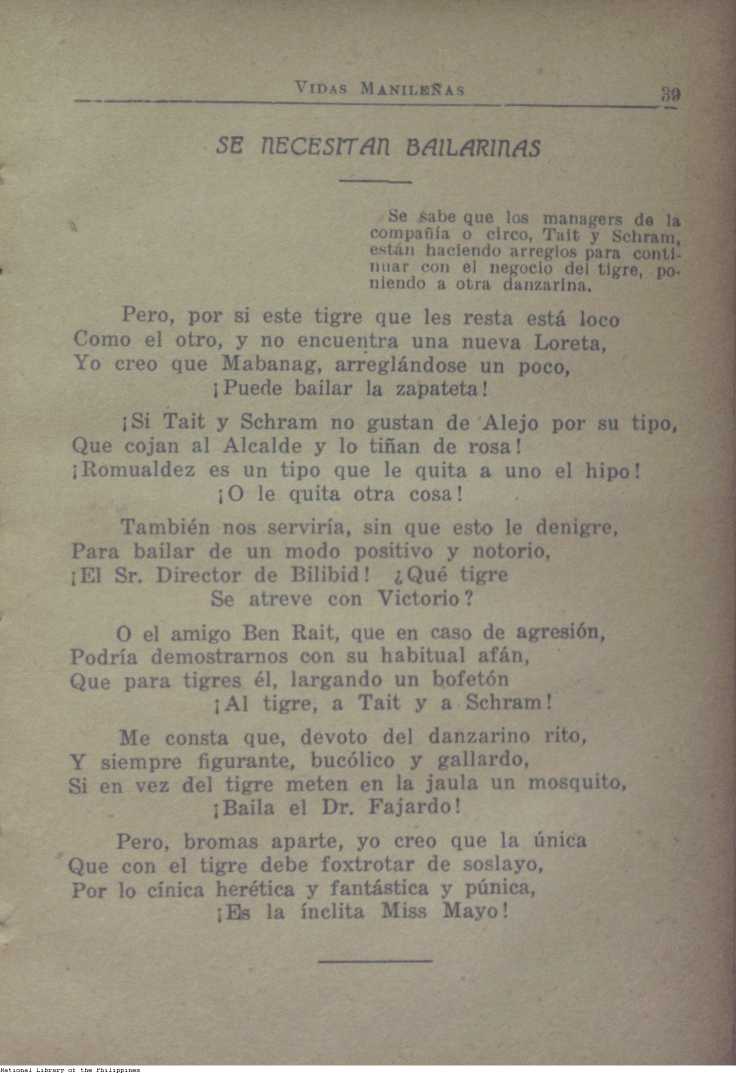 VIDAS MANILEÑAS 39
SE NECESITAN BAILARINAS
Se sabe que los managers de la
compañía o circo, Tait y Schram,
están haciendo arreglos para conti-
nuar con el negocio del tigre, po-
niendo a otra danzarina.
Pero, por si este tigre que les resta está loco
Como el otro, y no encuentra una nueva Loreta,
Yo creo que Mabanag, arreglándose un poco,
¡Puede bailar la zapateta!
¡Si Tait y Schram no gustan de Alejo por su tipo,
Que cojan al Alcalde y lo tiñan de rosa!
¡Romualdez es un tipo que le quita a uno el hipo!
¡O le quita otra cosa!
También nos serviría, sin que esto le denigre,
Para bailar de un modo positivo y notorio,
¡El Sr. Director de Bilibid! ¿Qué tigre
Se atreve con Victorio?
O el amigo Ben Rait, que en caso de agresión,
Podría demostrarnos con su habitual afán,
Que para tigres él, largando un bofetón
¡Al tigre, a Tait y a Schram!
Me consta que, devoto del danzarino rito,
Y siempre figurante, bucólico y gallardo,
Si en vez del tigre meten en la jaula un mosquito,
¡Baila el Dr. Fajardo!
Pero, bromas aparte, yo creo que la única
Que con el tigre debe foxtrotar de soslayo,
Por lo cínica herética y fantástica y púnica,
¡Es la ínclita Miss Mayo!
National Library of the Philippines